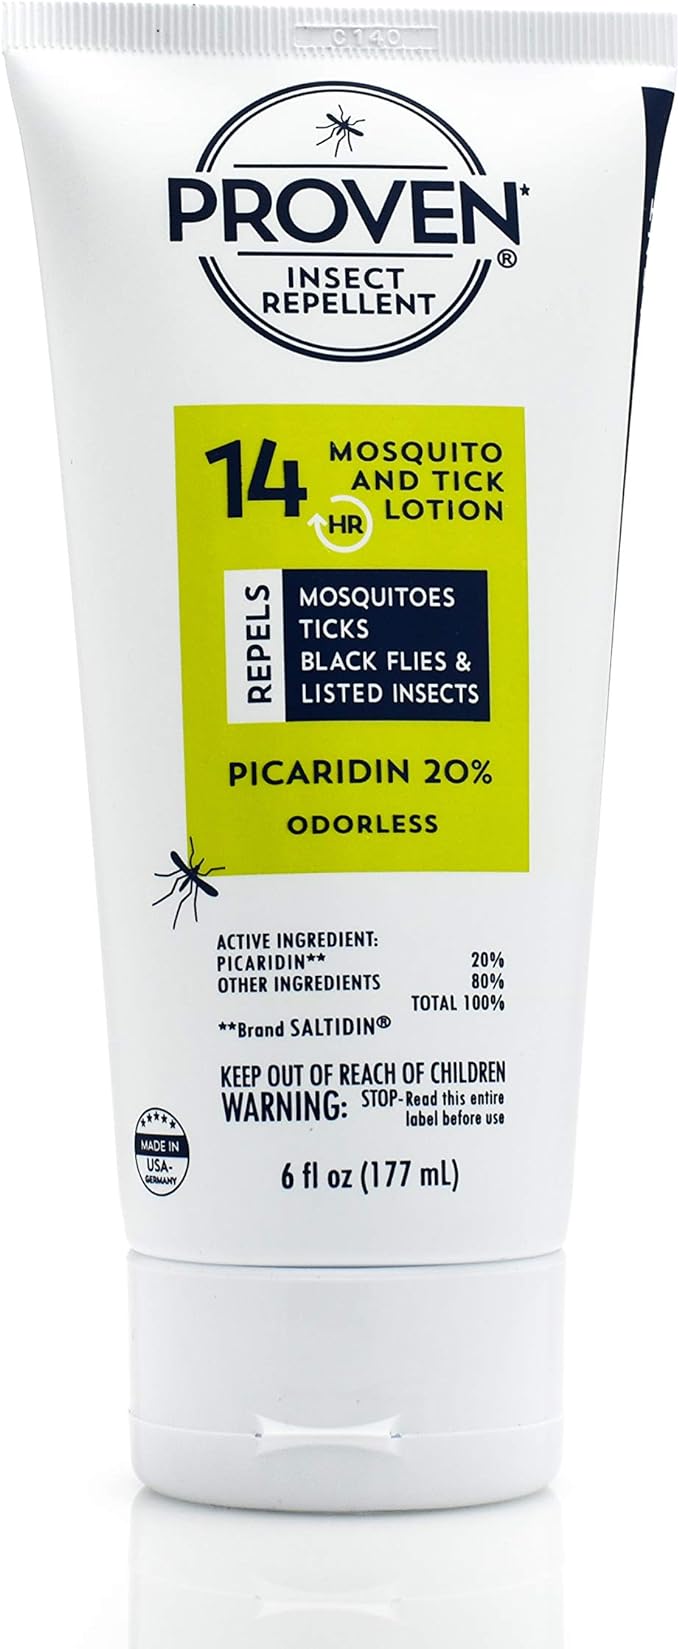 C140
PROVEN*
®
INSECT
REPELLENT
14 HR
MOSQUITO
AND TICK
LOTION
REPELS
MOSQUITOES
TICKS
BLACK FLIES &
LISTED INSECTS
PICARIDIN 20%
ODORLESS
ACTIVE INGREDIENT:
PICARIDIN** 20%
OTHER INGREDIENTS 80%
TOTAL 100%
**Brand SALTIDIN®
KEEP OUT OF REACH OF CHILDREN
WARNING: STOP-Read this entire
label before use
MADE IN
USA-
GERMANY
6 fl oz (177 mL)